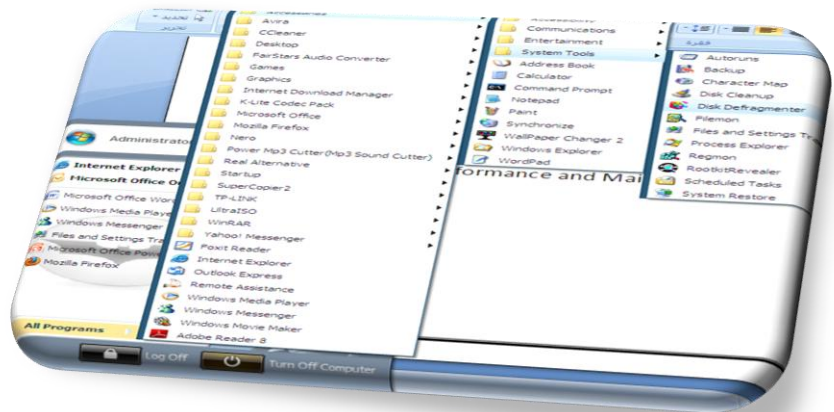 تحديد
تحرير
فقرة
Administrator
Internet Explorer
Microsoft Office
Microsoft Office Word
Windows Media Playe
Windows Messenger
Files and Settings Tra
Microsoft Office Powe
Mozilla Firefox
All Programs
Log Off
Turn Off Computer
Accessories
Avira
CCleaner
Desktop
FairStars Audio Converter
Games
Graphics
Internet Download Manager
K-Lite Codec Pack
Microsoft Office
Mozilla Firefox
Nero
Power Mp3 Cutter(Mp3 Sound Cutter)
Real Alternative
Startup
SuperCopier2
TP-LINK
UltraISO
WinRAR
Yahoo! Messenger
Foxit Reader
Internet Explorer
Outlook Express
Remote Assistance
Windows Media Player
Windows Messenger
Windows Movie Maker
Adobe Reader 8
Accessibility
Communications
Entertainment
System Tools
Address Book
Calculator
Command Prompt
Notepad
Paint
Synchronize
WallPaper Changer 2
Windows Explorer
WordPad
formance and Mai
Autoruns
Backup
Character Map
Disk Cleanup
Disk Defragmenter
Filemon
Files and Settings Tra
Process Explorer
Regmon
RootkitRevealer
Scheduled Tasks
System Restore